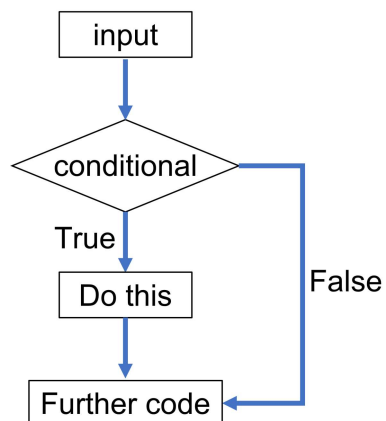 input
conditional
True
Do this
False
Further code